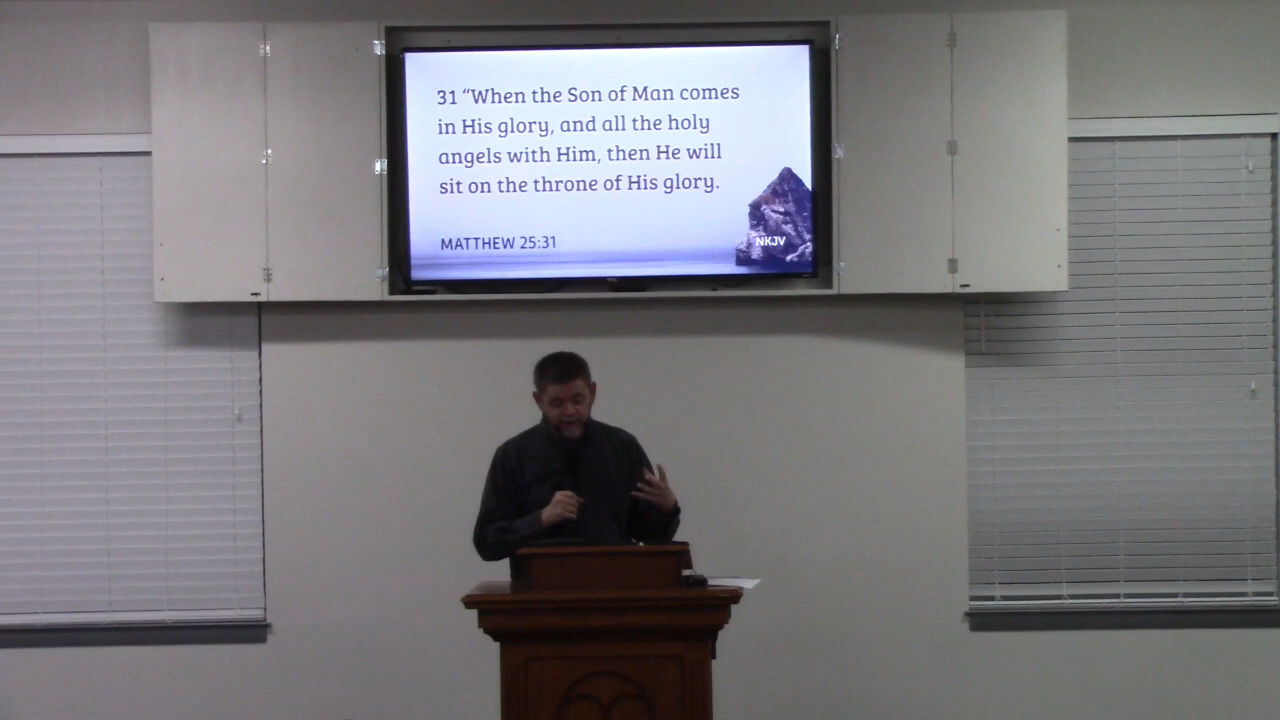 31 “When the Son of Man comes
in His glory, and all the holy
angels with Him, then He will
sit on the throne of His glory.
MATTHEW 25:31
NKJV